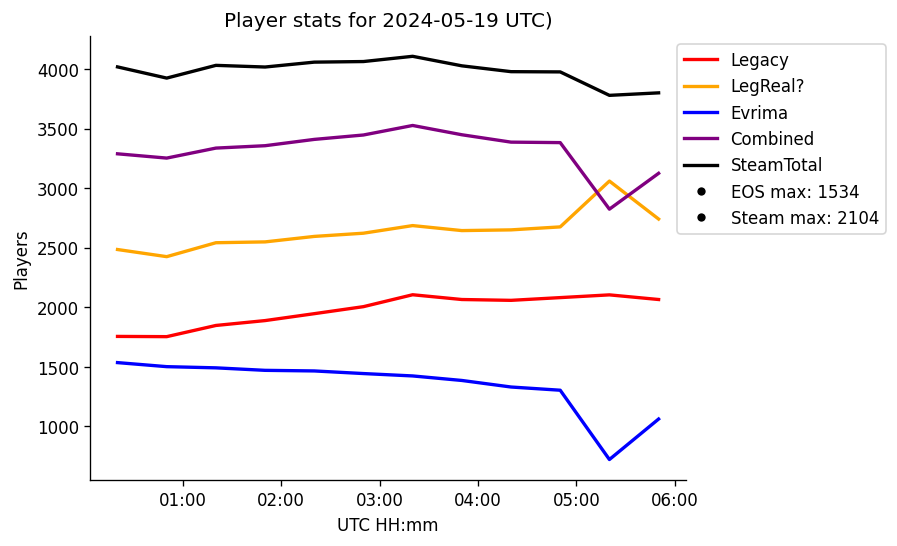 Player stats for 2024-05-19 UTC)
Legacy
LegReal?
Evrima
Combined
SteamTotal
EOS max: 1534
Steam max: 2104
Players
4000
3500
3000
2500
2000
1500
1000
01:00
02:00
03:00
04:00
05:00
06:00
UTC HH:mm